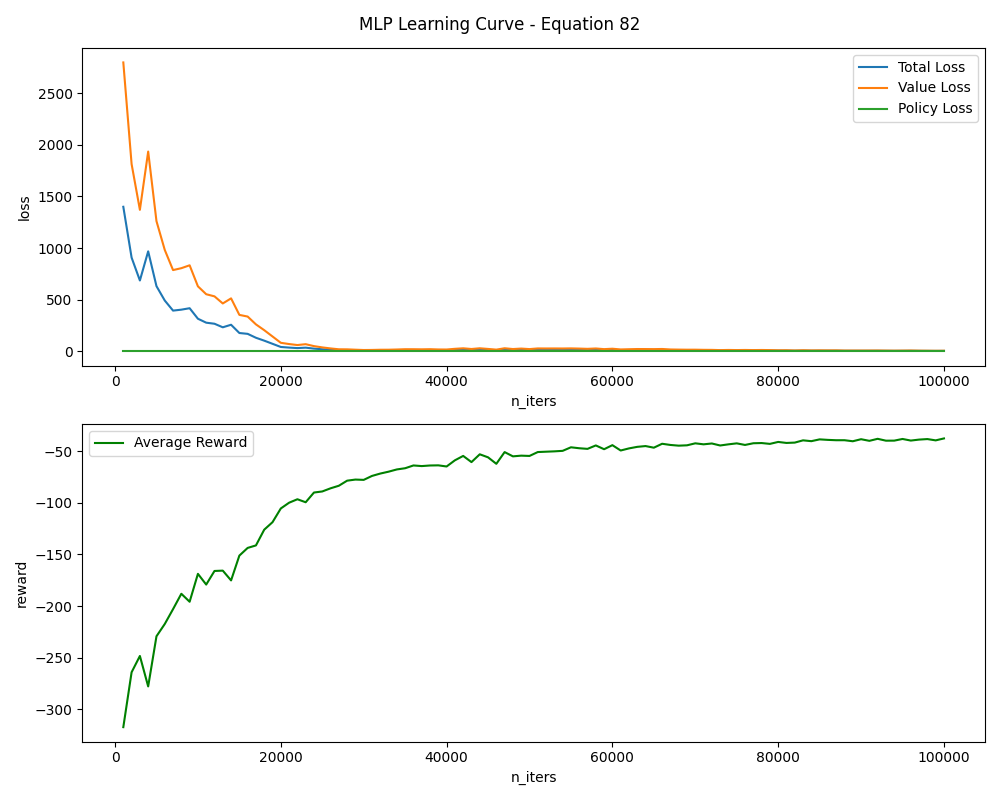 MLP Learning Curve - Equation 82
Total Loss
Value Loss
Policy Loss
2500
2000
1500
1000
500
0
loss
0 20000 40000 60000 80000 100000
n_iters
Average Reward
−50
−100
−150
−200
−250
−300
reward
0 20000 40000 60000 80000 100000
n_iters